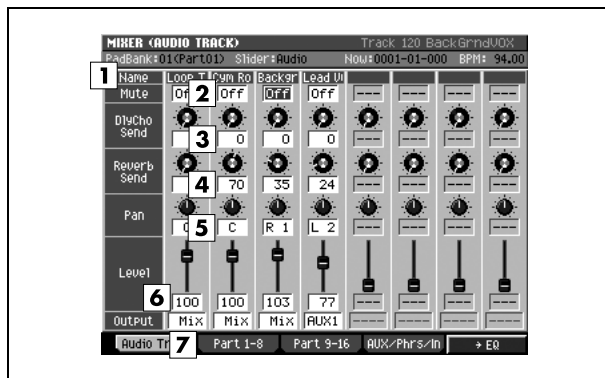 MIXER (AUDIO TRACK) Track 120 BackGrndVOX
PadBank:01(Part01) Slider:Audio Now:0001-01-000 BPM: 94.00
1 Name Loop T Cym Ro Backgr Lead Vo
Mute Off 2 Off Off Off --- --- --- ---
DlyCho Send 3 0 0 0 --- --- --- ---
Reverb Send 4 70 35 24 --- --- --- ---
Pan 5 C R 1 L 2 --- --- --- ---
Level
6 100 100 103 77 --- --- --- ---
Output Mix Mix Mix AUX1 ---- ---- ---- ----
Audio Tr 7 Part 1-8 Part 9-16 AUX/Phrs/In → EQ